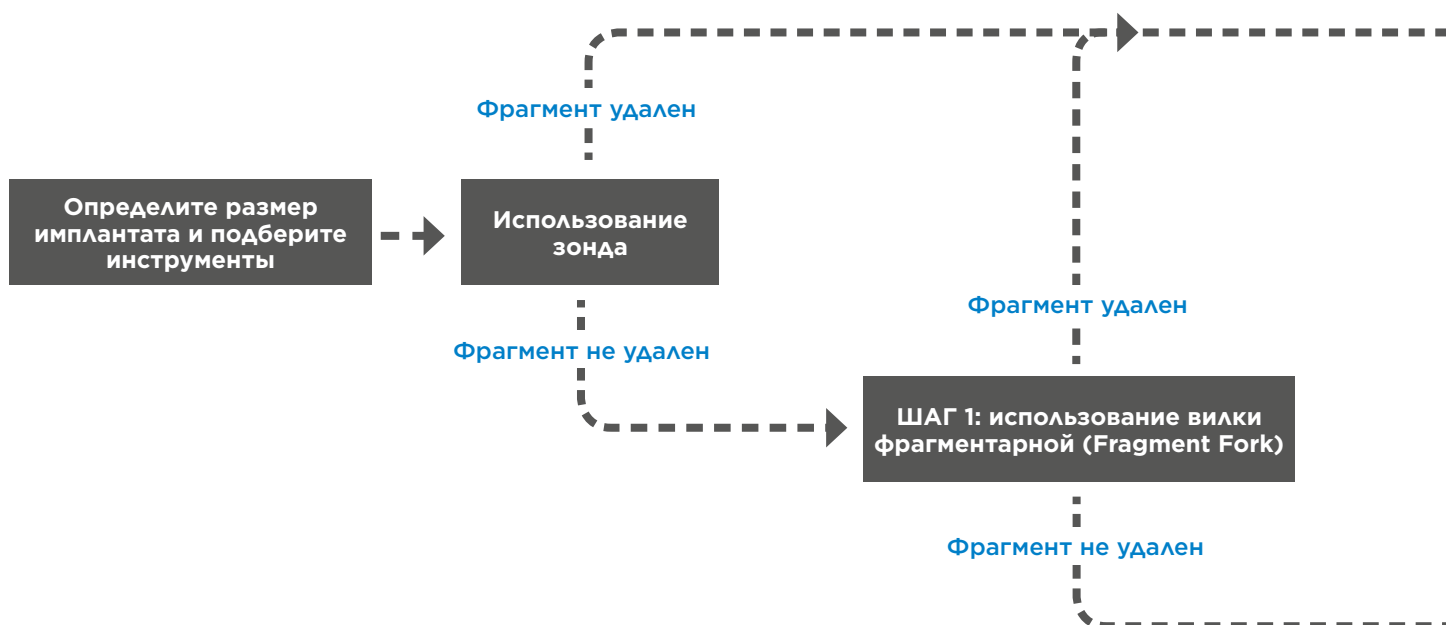 Фрагмент удален
Определите размер
имплантата и подберите
инструменты
Использование
зонда
Фрагмент удален
Фрагмент не удален
ШАГ 1: использование вилки
фрагментарной (Fragment Fork)
Фрагмент не удален